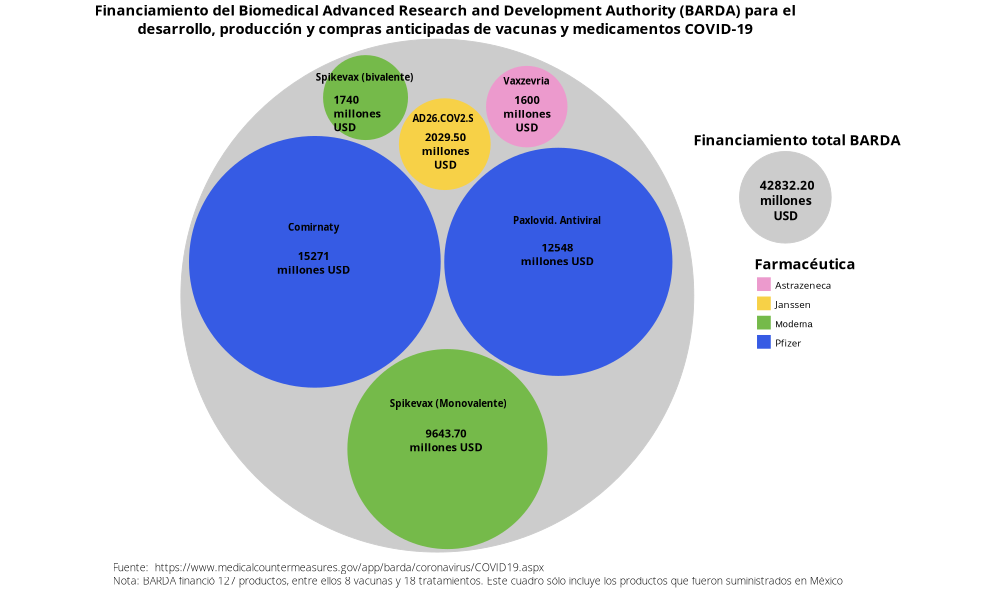 Financiamiento del Biomedical Advanced Research and Development Authority (BARDA) para el
desarrollo, producción y compras anticipadas de vacunas y medicamentos COVID-19
Spikevax (bivalente)
1740
millones
USD
Vaxzevria
1600
millones
USD
AD26.COV2.S
2029.50
millones
USD
Comirnaty
15271
millones USD
Paxlovid. Antiviral
12548
millones USD
Spikevax (Monovalente)
9643.70
millones USD
Financiamiento total BARDA
42832.20
millones
USD
Farmacéutica
Astrazeneca
Janssen
Moderna
Pfizer
Fuente: https://www.medicalcountermeasures.gov/app/barda/coronavirus/COVID19.aspx
Nota: BARDA financió 127 productos, entre ellos 8 vacunas y 18 tratamientos. Este cuadro sólo incluye los productos que fueron suministrados en México